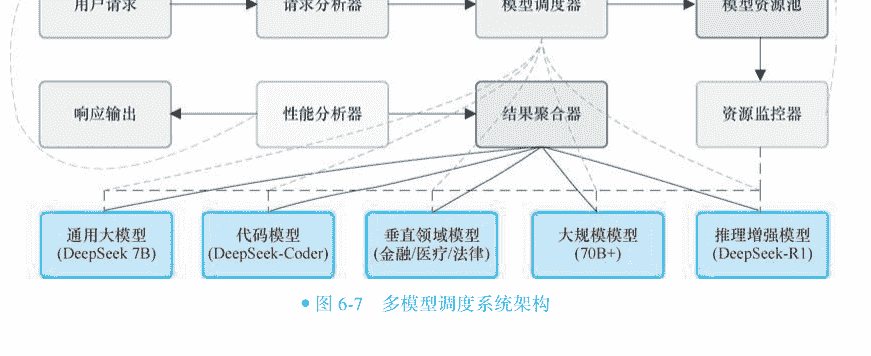 用户请求
请求分析器
模型调度器
模型资源池
响应输出
性能分析器
结果聚合器
资源监控器
通用大模型
(DeepSeek 7B)
代码模型
(DeepSeek-Coder)
垂直领域模型
(金融/医疗/法律)
大规模模型
(70B+)
推理增强模型
(DeepSeek-R1)
•图 6-7 多模型调度系统架构